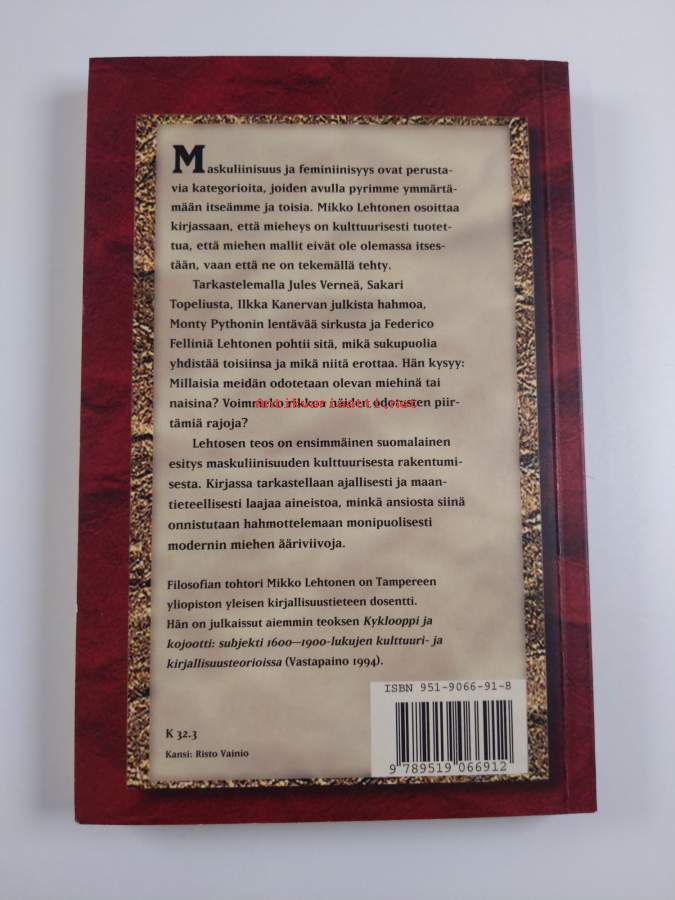 Maskuliinisuus ja feminiinisyys ovat perusta-
via kategorioita, joiden avulla pyrimme ymmärtä-
mään itseämme ja toisia. Mikko Lehtonen osoittaa
kirjassaan, että mieheys on kulttuurisesti tuotet-
tua, että miehen mallit eivät ole olemassa itses-
tään, vaan että ne on tekemällä tehty.
Tarkastelemalla Jules Verneä, Sakari
Topeliusta, Ilkka Kanervan julkista hahmoa,
Monty Pythonin lentävää sirkusta ja Federico
Felliniä Lehtonen pohtii sitä, mikä sukupuolia
yhdistää toisiinsa ja mikä niitä erottaa. Hän kysyy:
Millaisia meidän odotetaan olevan miehinä tai
naisina? Voimmeko rikkoa näiden odotusten piir-
Antikvariaatti.net
tämiä rajoja?
Lehtosen teos on ensimmäinen suomalainen
esitys maskuliinisuuden kulttuurisesta rakentumi-
sesta. Kirjassa tarkastellaan ajallisesti ja maan-
tieteellisesti laajaa aineistoa, minkä ansiosta siinä
onnistutaan hahmottelemaan monipuolisesti
modernin miehen ääriviivoja.
Filosofian tohtori Mikko Lehtonen on Tampereen
yliopiston yleisen kirjallisuustieteen dosentti.
Hän on julkaissut aiemmin teoksen Kyklooppi ja
kojootti: subjekti 1600—1900-lukujen kulttuuri- ja
kirjallisuusteorioissa (Vastapaino 1994).
ISBN 951-9066-91-8
K 32.3
Kansi: Risto Vainio
9 789519 066912